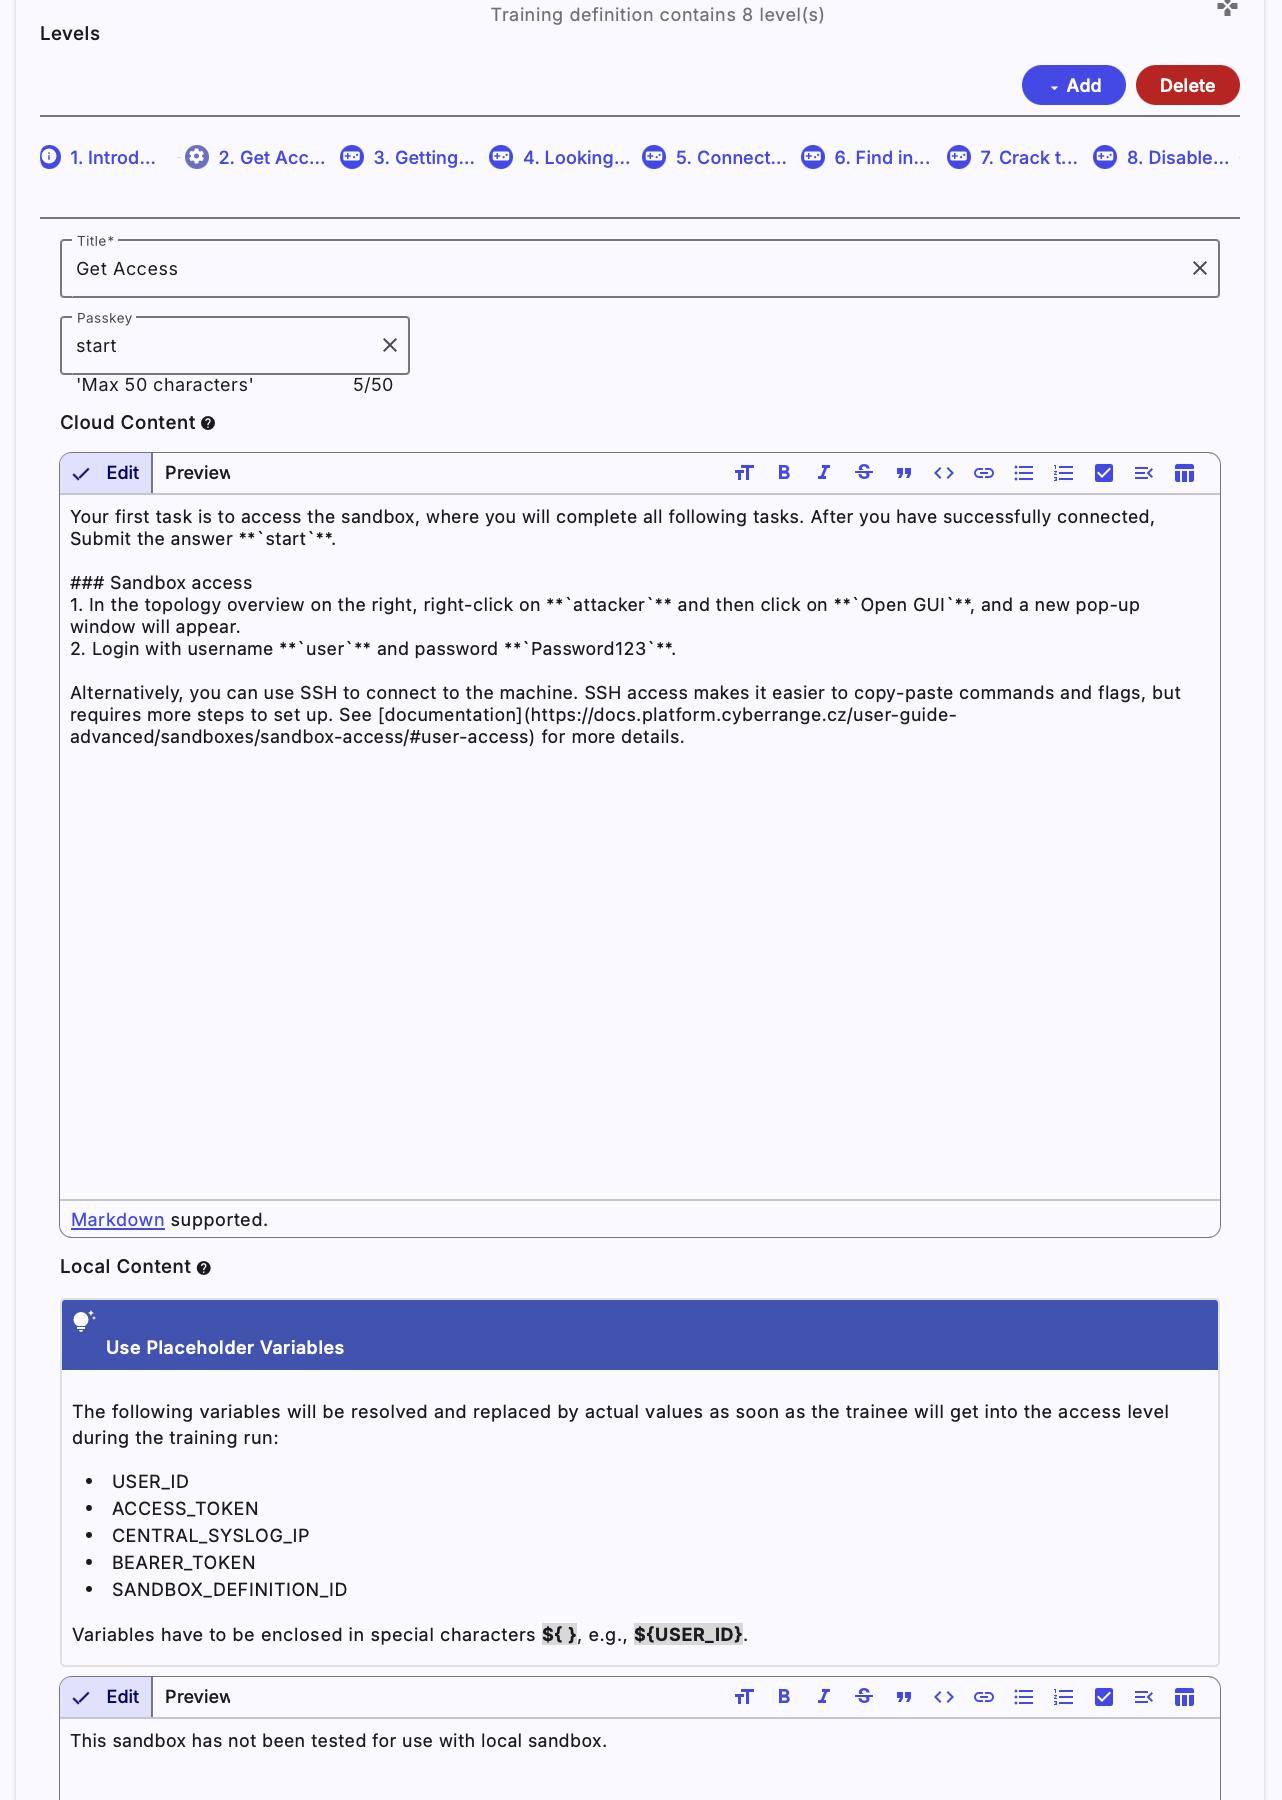 Training definition contains 8 level(s)
Levels
Add
Delete
1. Introd...
2. Get Acc...
3. Getting...
4. Looking...
5. Connect...
6. Find in...
7. Crack t...
8. Disable...
Title*
Get Access
Passkey
start
'Max 50 characters' 5/50
Cloud Content
Edit Preview
Your first task is to access the sandbox, where you will complete all following tasks. After you have successfully connected,
Submit the answer **`start`**.
### Sandbox access
1. In the topology overview on the right, right-click on **`attacker`** and then click on **`Open GUI`**, and a new pop-up
window will appear.
2. Login with username **`user`** and password **`Password123`**.
Alternatively, you can use SSH to connect to the machine. SSH access makes it easier to copy-paste commands and flags, but
requires more steps to set up. See [documentation](https://docs.platform.cyberrange.cz/user-guide-
advanced/sandboxes/sandbox-access/#user-access) for more details.
Markdown supported.
Local Content
Use Placeholder Variables
The following variables will be resolved and replaced by actual values as soon as the trainee will get into the access level
during the training run:
• USER_ID
• ACCESS_TOKEN
• CENTRAL_SYSLOG_IP
• BEARER_TOKEN
• SANDBOX_DEFINITION_ID
Variables have to be enclosed in special characters ${ }, e.g., ${USER_ID}.
Edit Preview
This sandbox has not been tested for use with local sandbox.